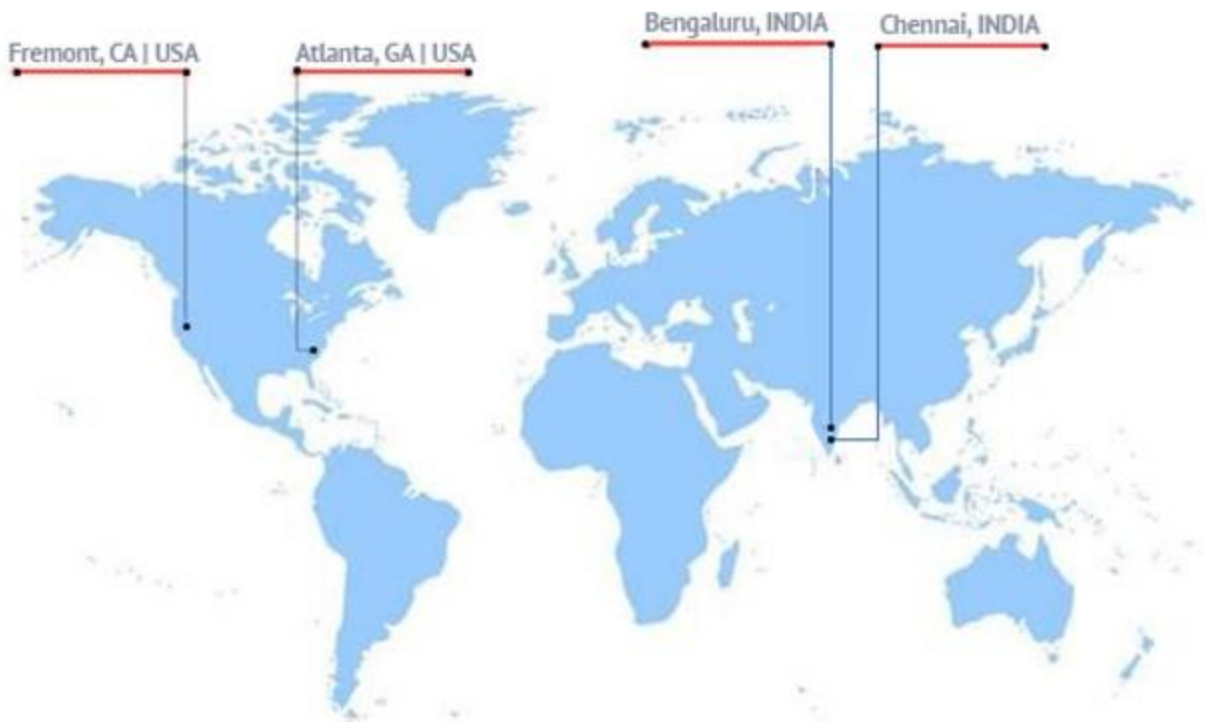 Fremont, CA | USA
Atlanta, GA | USA
Bengaluru, INDIA
Chennai, INDIA